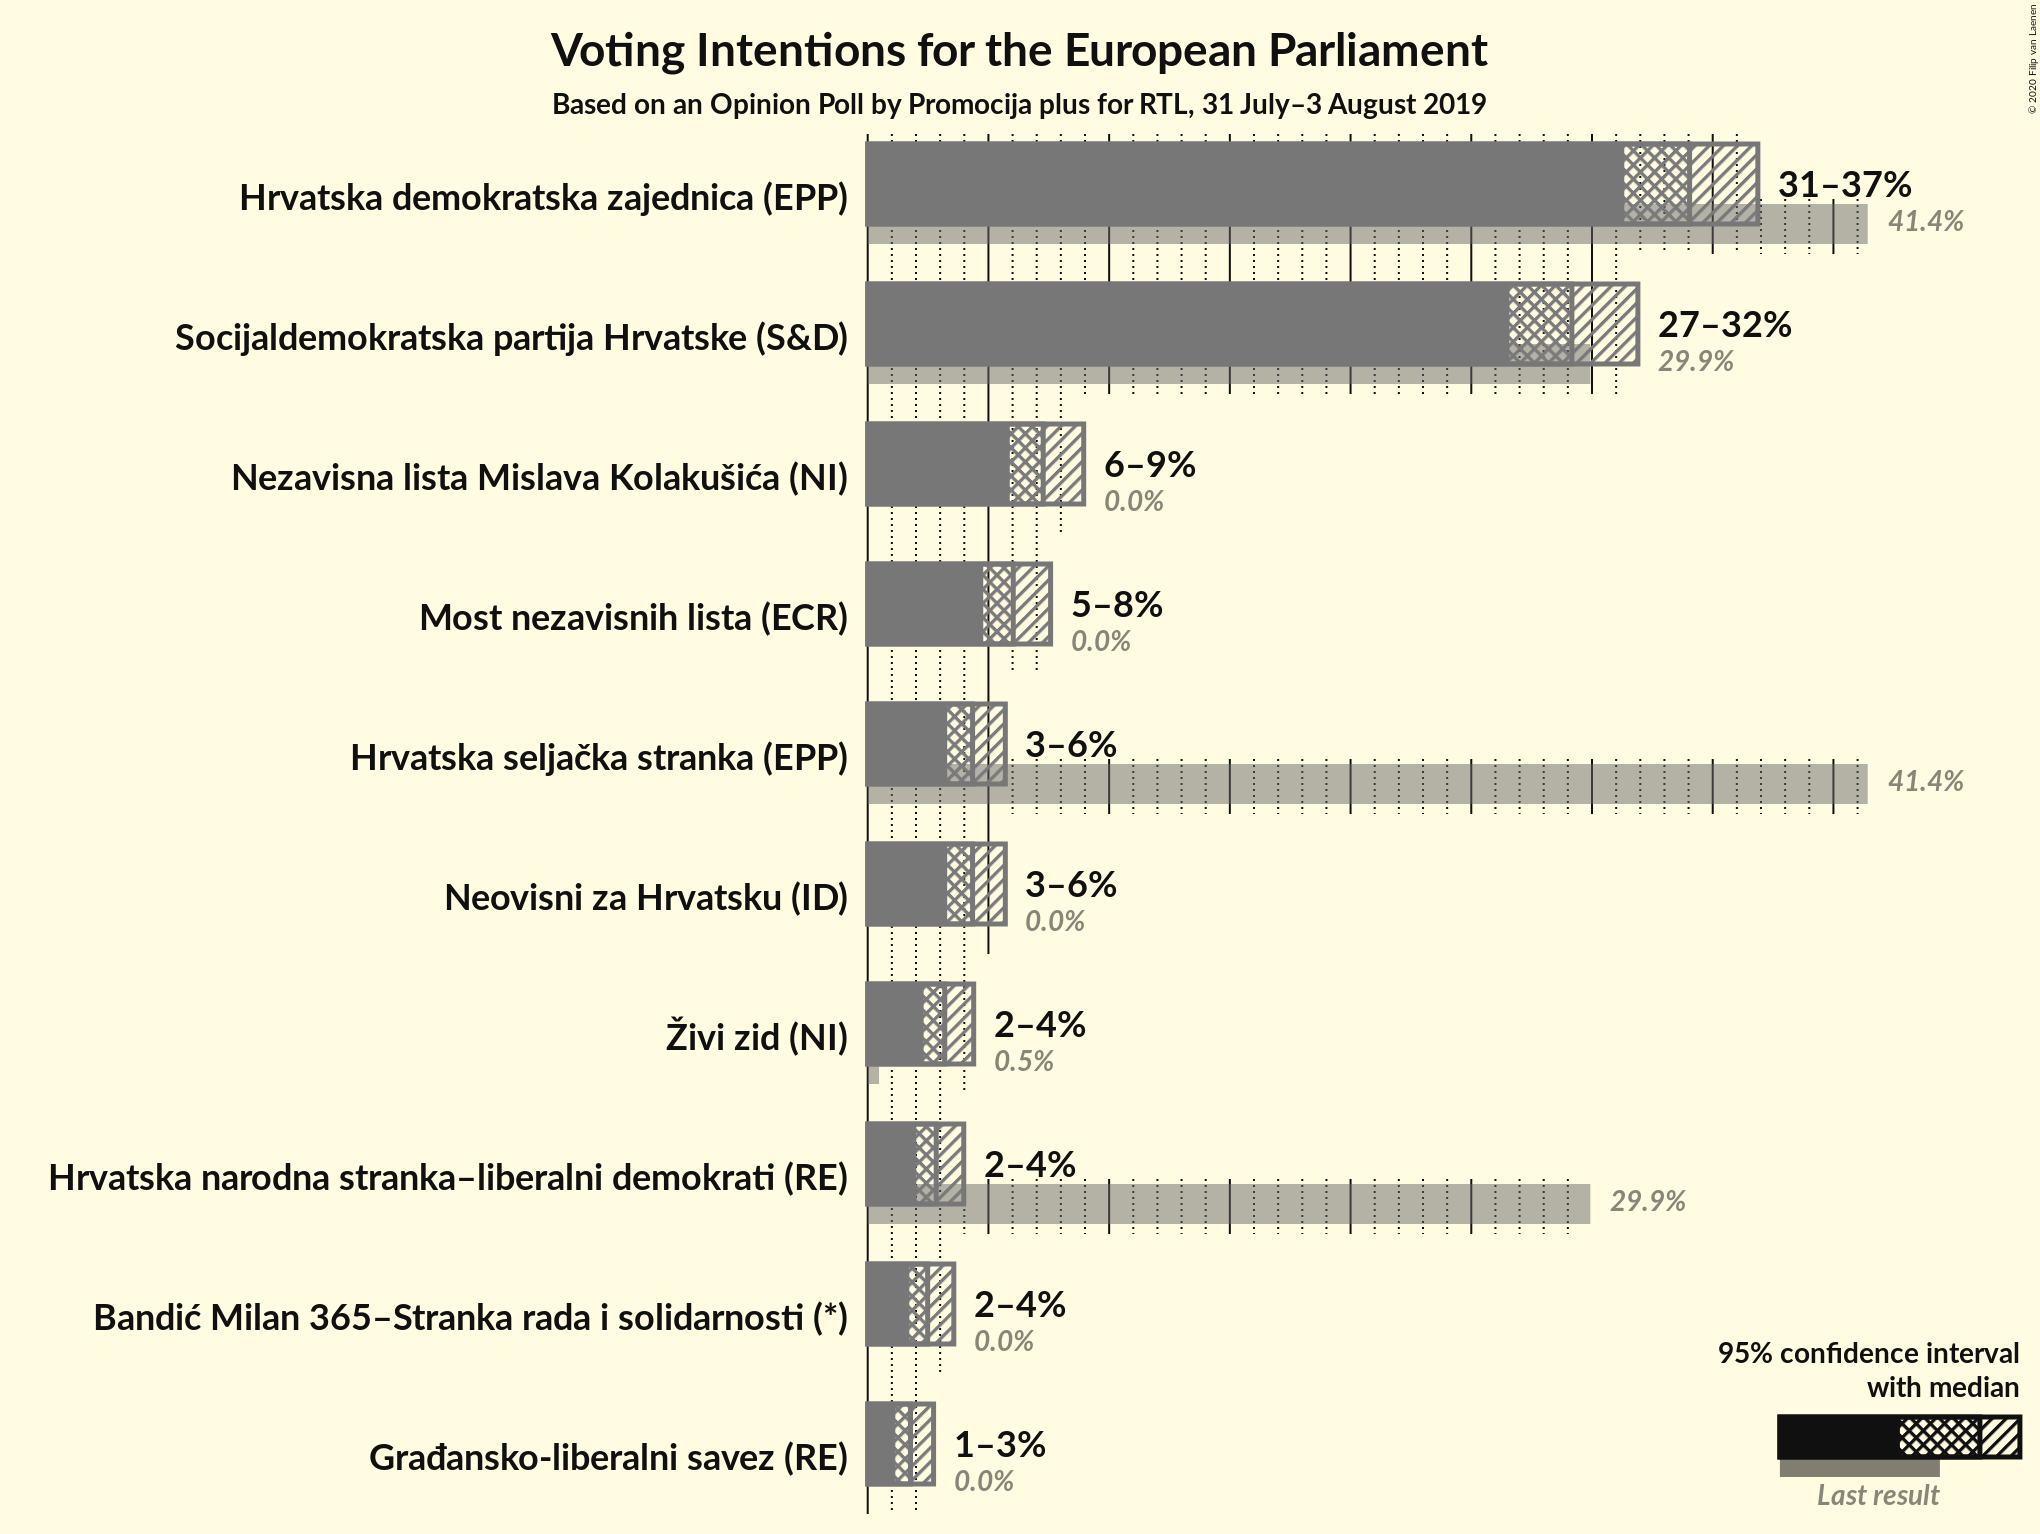 Voting Intentions for the European Parliament
Based on an Opinion Poll by Promocija plus for RTL, 31 July–3 August 2019
© 2020 Filip van Laenen
Hrvatska demokratska zajednica (EPP)
31–37%
41.4%
Socijaldemokratska partija Hrvatske (S&D)
27–32%
29.9%
Nezavisna lista Mislava Kolakušića (NI)
6–9%
0.0%
Most nezavisnih lista (ECR)
5–8%
0.0%
Hrvatska seljačka stranka (EPP)
3–6%
41.4%
Neovisni za Hrvatsku (ID)
3–6%
0.0%
Živi zid (NI)
2–4%
0.5%
Hrvatska narodna stranka–liberalni demokrati (RE)
2–4%
29.9%
Bandić Milan 365–Stranka rada i solidarnosti (*)
2–4%
0.0%
Građansko-liberalni savez (RE)
1–3%
0.0%
95% confidence interval
with median
Last result